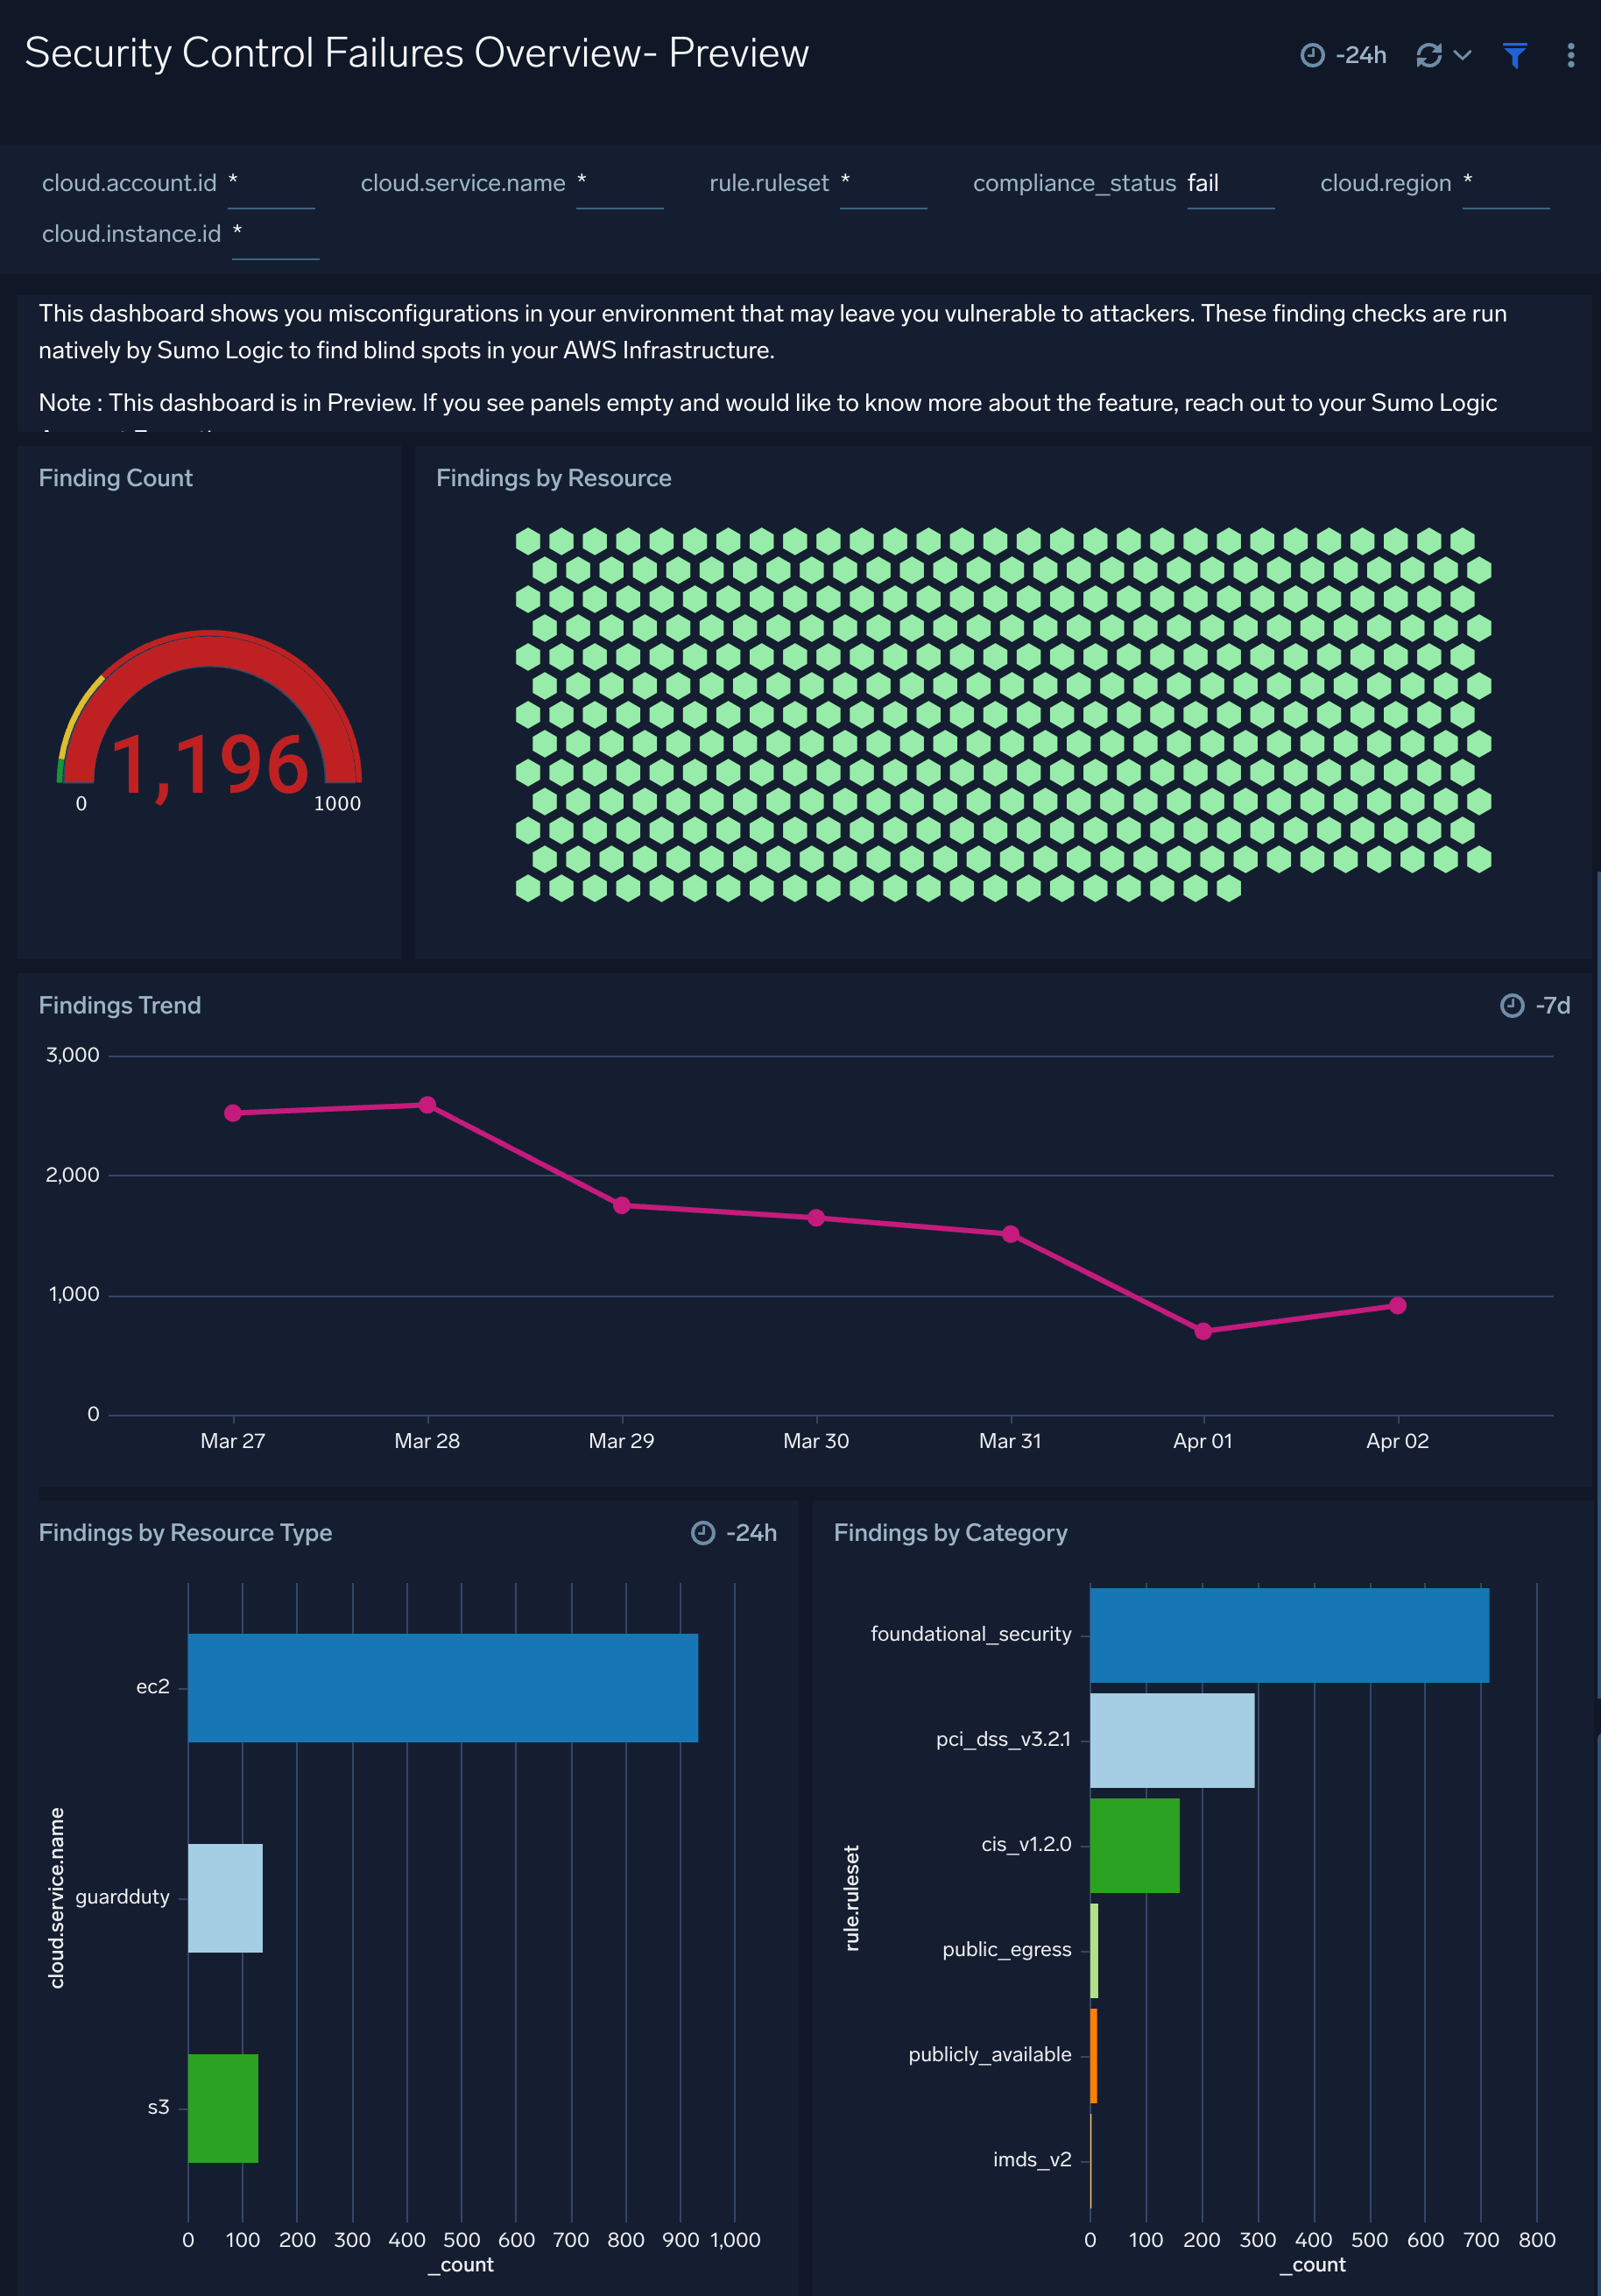 Security Control Failures Overview- Preview
-24h
cloud.account.id *
cloud.service.name *
rule.ruleset *
compliance_status fail
cloud.region *
cloud.instance.id *
This dashboard shows you misconfigurations in your environment that may leave you vulnerable to attackers. These finding checks are run
natively by Sumo Logic to find blind spots in your AWS Infrastructure.
Note : This dashboard is in Preview. If you see panels empty and would like to know more about the feature, reach out to your Sumo Logic
Finding Count
1,196
0
1000
Findings by Resource
Findings Trend
-7d
3,000
2,000
1,000
0
Mar 27
Mar 28
Mar 29
Mar 30
Mar 31
Apr 01
Apr 02
Findings by Resource Type
-24h
cloud.service.name
ec2
guardduty
s3
0 100 200 300 400 500 600 700 800 900 1,000
_count
Findings by Category
rule.ruleset
foundational_security
pci_dss_v3.2.1
cis_v1.2.0
public_egress
publicly_available
imds_v2
0 100 200 300 400 500 600 700 800
_count